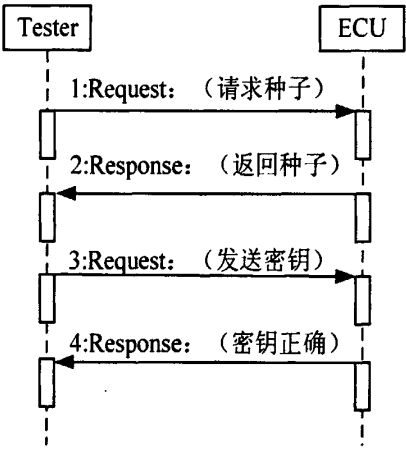 Tester
ECU
1:Request：（请求种子）
2:Response：（返回种子）
3:Request：（发送密钥）
4:Response：（密钥正确）